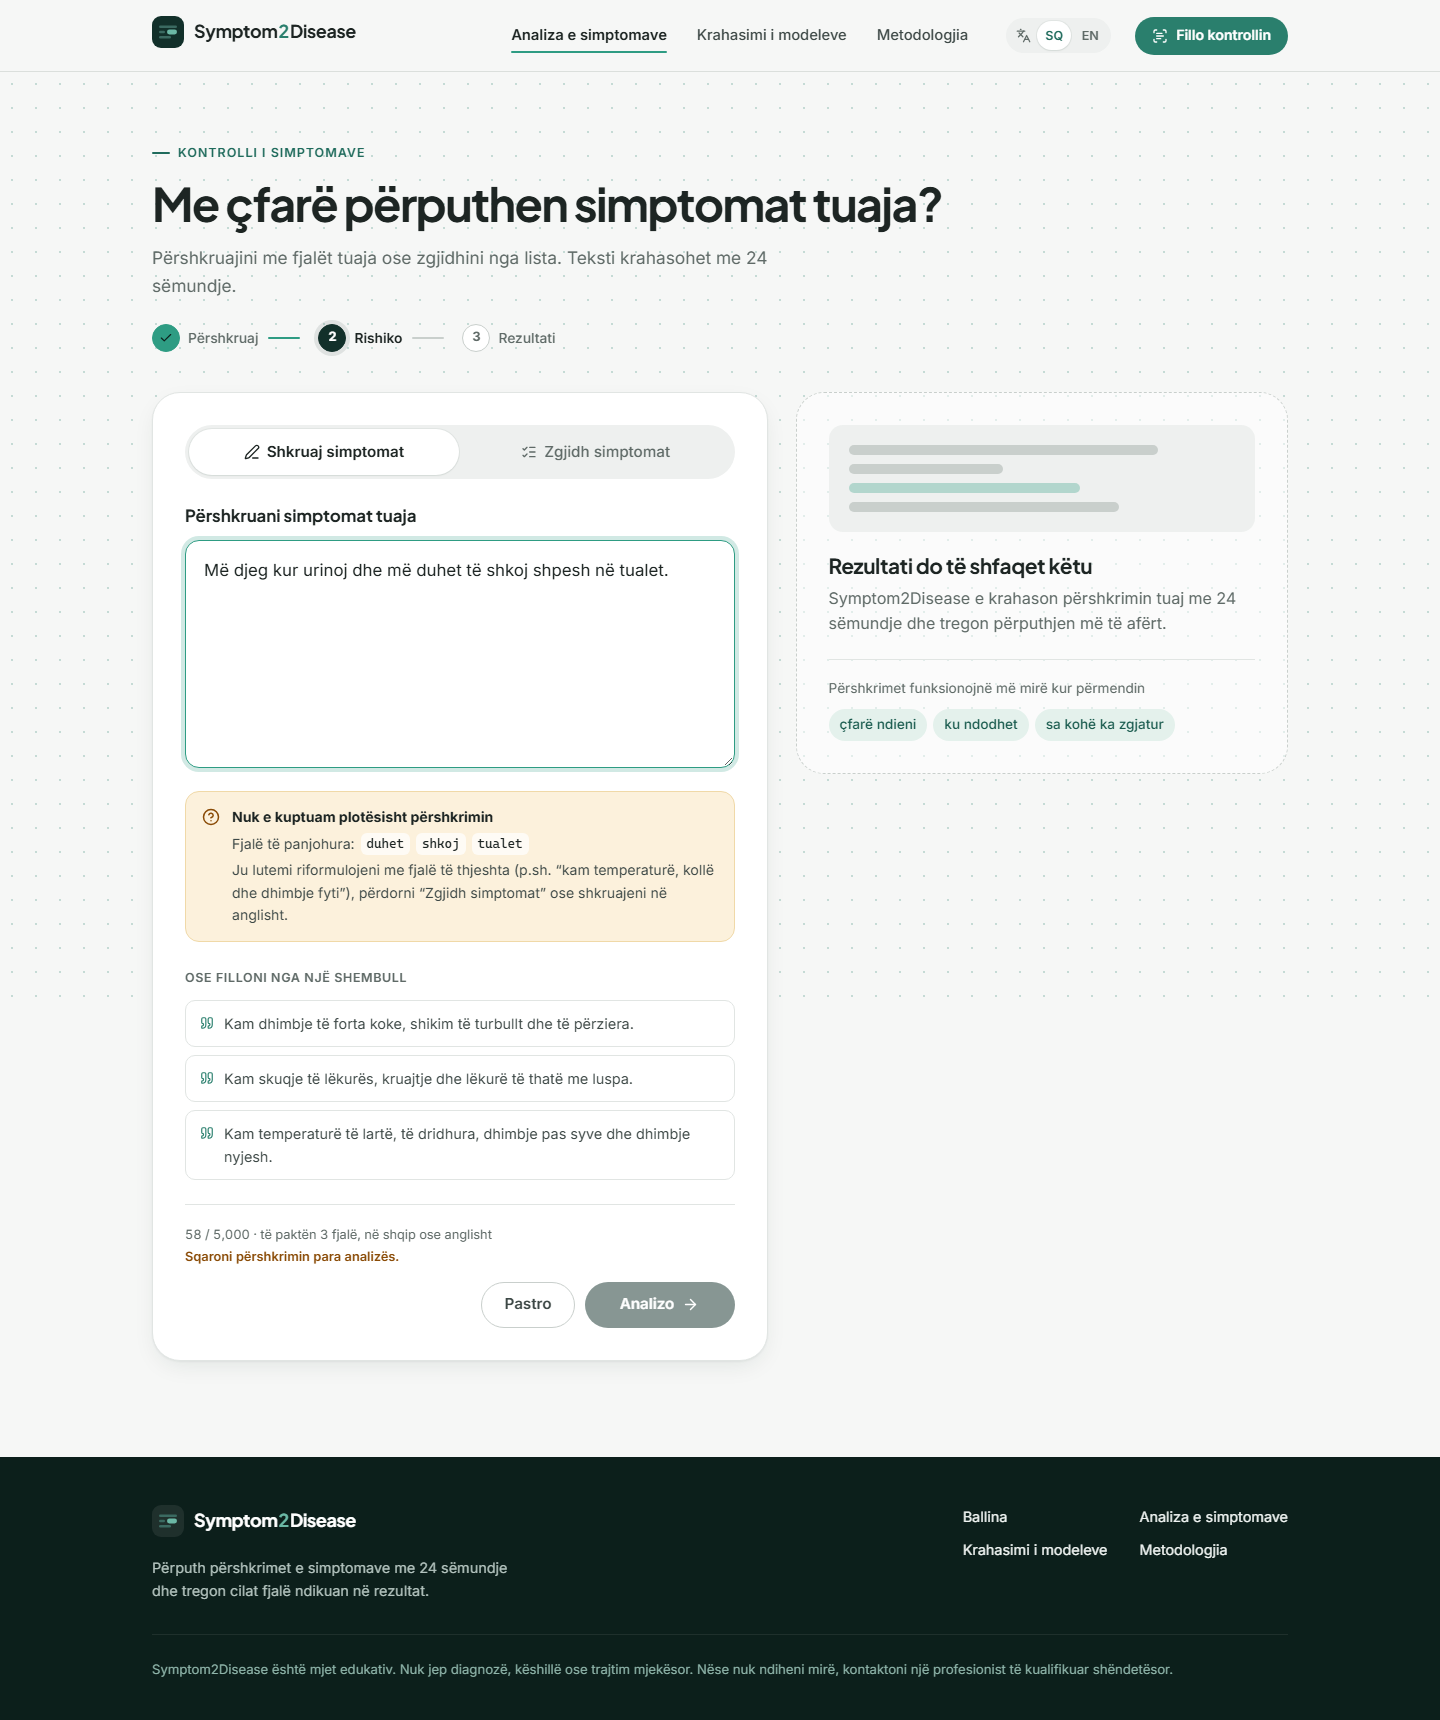 Symptom2Disease
Analiza e simptomave
Krahasimi i modeleve
Metodologjia
SQ
EN
Fillo kontrollin
KONTROLLI I SIMPTOMAVE
Me çfarë përputhen simptomat tuaja?
Përshkruajini me fjalët tuaja ose zgjidhini nga lista. Teksti krahasohet me 24
sëmundje.
Përshkruaj
2
Rishiko
3
Rezultati
Shkruaj simptomat
Zgjidh simptomat
Përshkruani simptomat tuaja
Më djeg kur urinoj dhe më duhet të shkoj shpesh në tualet.
Nuk e kuptuam plotësisht përshkrimin
Fjalë të panjohura: duhet shkoj tualet
Ju lutemi riformulojeni me fjalë të thjeshta (p.sh. “kam temperaturë, kollë
dhe dhimbje fyti”), përdorni “Zgjidh simptomat” ose shkruajeni në
anglisht.
OSE FILLONI NGA NJË SHEMBULL
Kam dhimbje të forta koke, shikim të turbullt dhe të përziera.
Kam skuqje të lëkurës, kruajtje dhe lëkurë të thatë me luspa.
Kam temperaturë të lartë, të dridhura, dhimbje pas syve dhe dhimbje
nyjesh.
58 / 5,000 · të paktën 3 fjalë, në shqip ose anglisht
Sqaroni përshkrimin para analizës.
Pastro
Analizo
Rezultati do të shfaqet këtu
Symptom2Disease e krahason përshkrimin tuaj me 24
sëmundje dhe tregon përputhjen më të afërt.
Përshkrimet funksionojnë më mirë kur përmendin
çfarë ndieni
ku ndodhet
sa kohë ka zgjatur
Symptom2Disease
Përputh përshkrimet e simptomave me 24 sëmundje
dhe tregon cilat fjalë ndikuan në rezultat.
Ballina
Analiza e simptomave
Krahasimi i modeleve
Metodologjia
Symptom2Disease është mjet edukativ. Nuk jep diagnozë, këshillë ose trajtim mjekësor. Nëse nuk ndiheni mirë, kontaktoni një profesionist të kualifikuar shëndetësor.